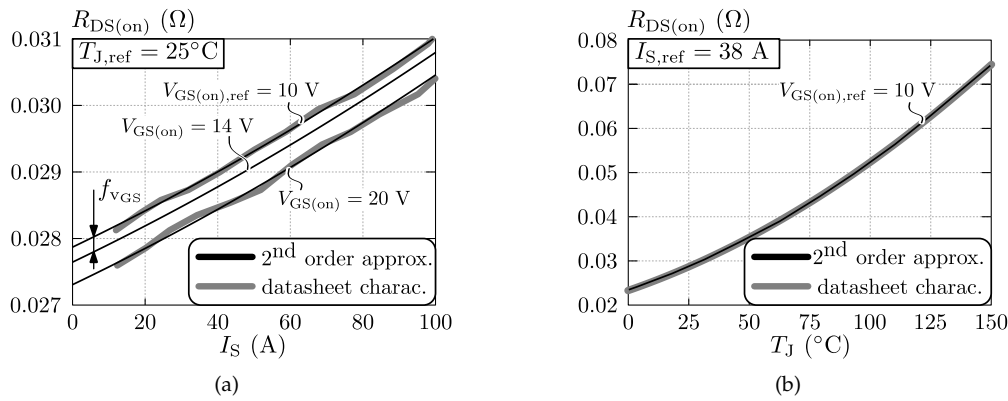 R_DS(on) (Ω)
T_J,ref = 25°C
0.031
0.030
0.029
0.028
0.027
V_GS(on),ref = 10 V
V_GS(on) = 14 V
V_GS(on) = 20 V
f_vGS
2nd order approx.
datasheet charac.
0 20 40 60 80 100
I_S (A)
(a)
R_DS(on) (Ω)
I_S,ref = 38 A
0.08
0.07
0.06
0.05
0.04
0.03
0.02
V_GS(on),ref = 10 V
2nd order approx.
datasheet charac.
0 25 50 75 100 125 150
T_J (°C)
(b)